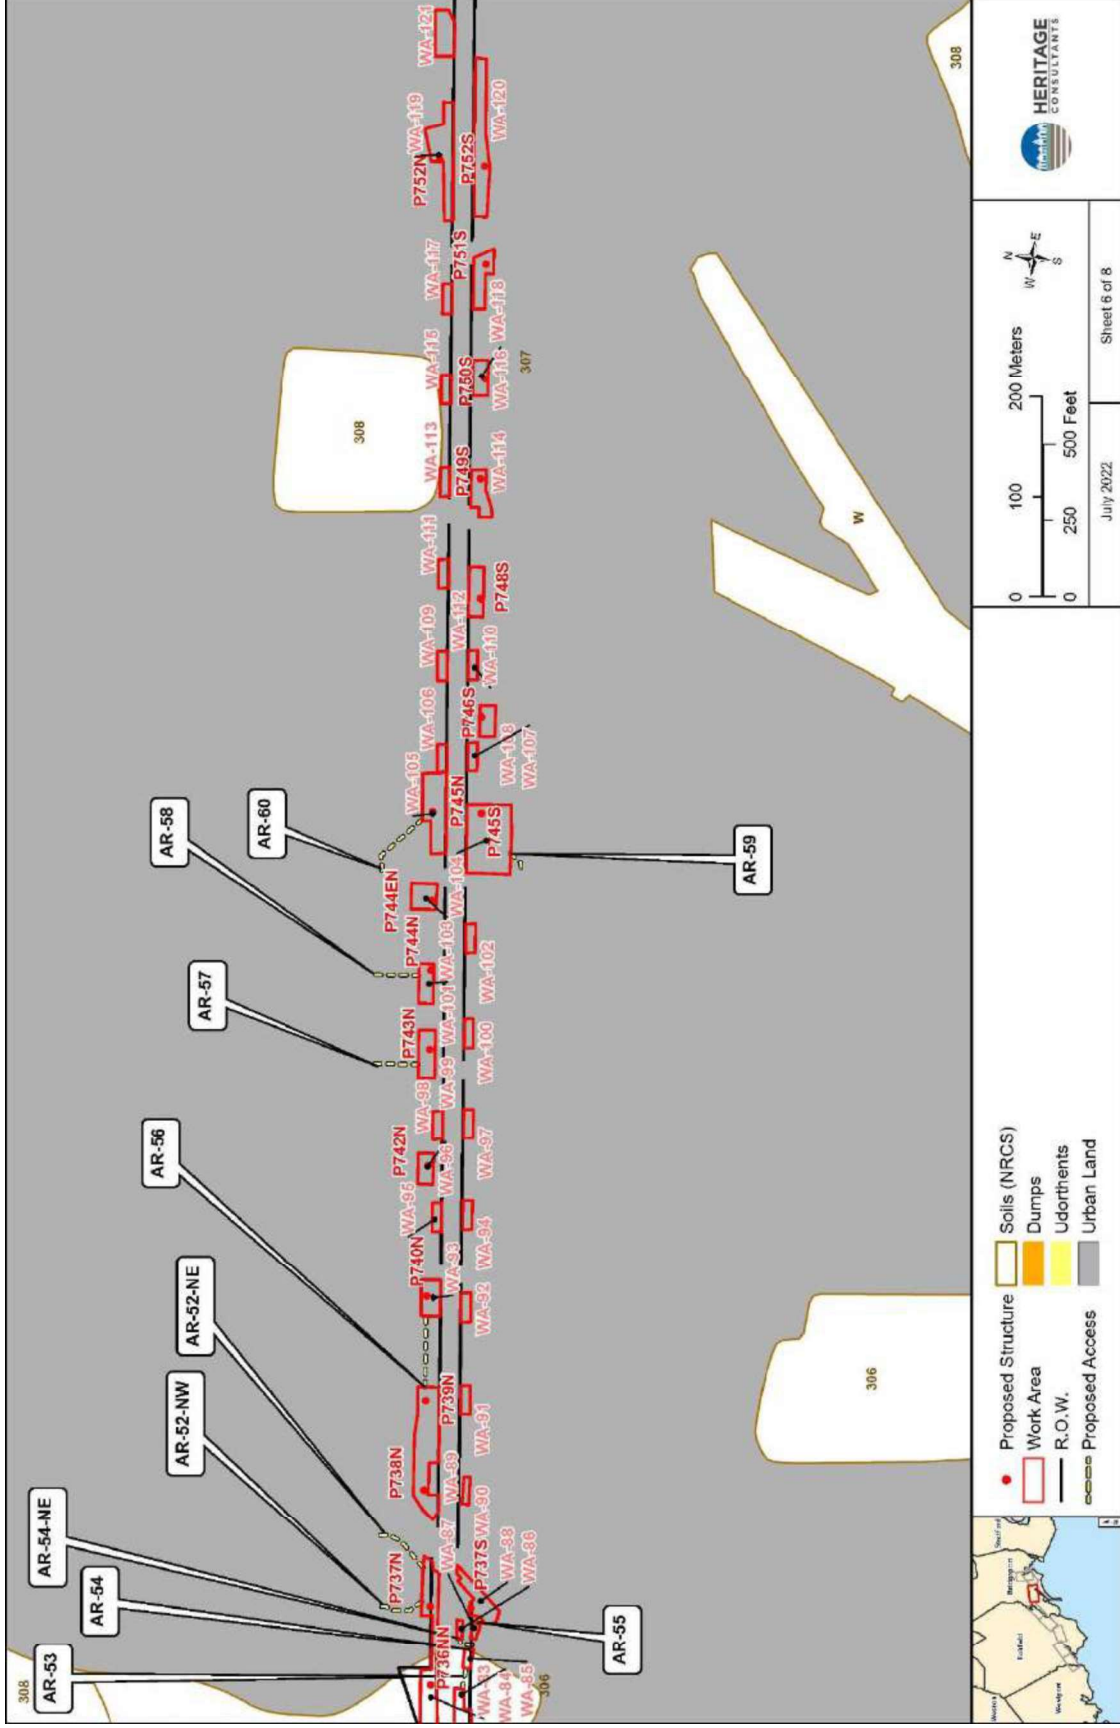 308
AR-53
AR-54
AR-54-NE
AR-52-NW
AR-52-NE
AR-56
AR-57
AR-58
AR-60
P736NN
P737N
P738N
P739N
P740N
P742N
P743N
P744N
P744EN
P745N
P752N
WA-83
WA-84
WA-85
306
WA-86
WA-87
WA-88
P737S
WA-89
WA-90
WA-91
WA-92
WA-93
WA-94
WA-95
WA-96
WA-97
WA-98
WA-99
WA-100
WA-101
WA-102
WA-103
WA-104
WA-105
WA-106
P745S
WA-107
WA-108
P746S
WA-109
WA-110
WA-111
WA-112
P748S
WA-113
P749S
WA-114
308
WA-115
P750S
WA-116
307
WA-117
P751S
WA-118
WA-119
P752S
WA-120
WA-121
AR-55
AR-59
306
W
308
Proposed Structure
Work Area
R.O.W.
Proposed Access
Soils (NRCS)
Dumps
Udorthents
Urban Land
0 100 200 Meters
0 250 500 Feet
N
W
E
S
July 2022
Sheet 6 of 8
HERITAGE
CONSULTANTS
Fairfield
Bridgeport
Stratford
Westport
Weston